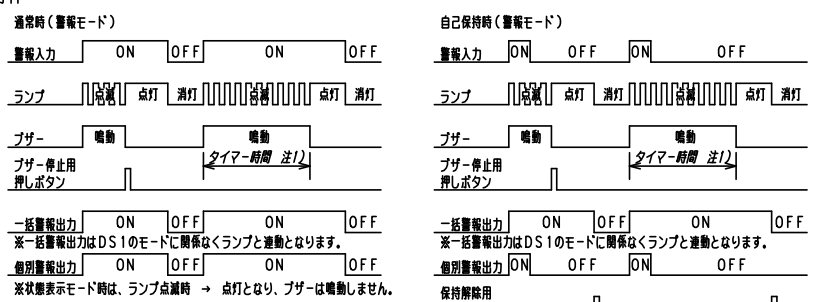 通常時(警報モード)
警報入力 ON OFF ON OFF
ランプ 点滅 点灯 消灯 点滅 点灯 消灯
ブザー 鳴動 鳴動
タイマー時間 注1)
ブザー停止用
押しボタン
一括警報出力 ON OFF ON OFF
※一括警報出力はDS1のモードに関係なくランプと連動となります。
個別警報出力 ON OFF ON OFF
※状態表示モード時は、ランプ点滅時 → 点灯となり、ブザーは鳴動しません。
自己保持時(警報モード)
警報入力 ON OFF ON OFF
ランプ 点滅 点灯 消灯 点滅 点灯 消灯
ブザー 鳴動 鳴動
タイマー時間 注1)
ブザー停止用
押しボタン
一括警報出力 ON OFF ON OFF
※一括警報出力はDS1のモードに関係なくランプと連動となります。
個別警報出力 ON OFF ON OFF
保持解除用